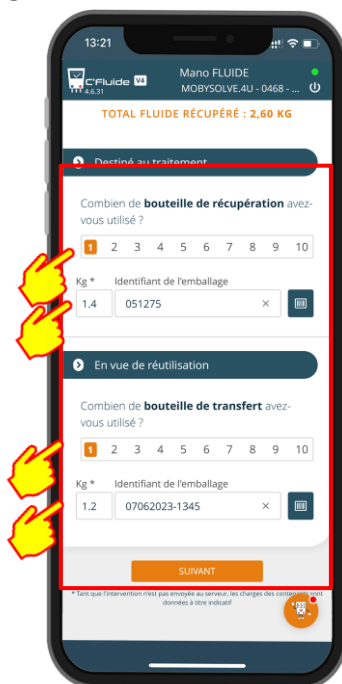 13:21
C'Fluide V4
4.6.31
Mano FLUIDE
MOBYSOLVE.4U - 0468 - ...
TOTAL FLUIDE RÉCUPÉRÉ : 2,60 KG
Destiné au traitement
Combien de bouteille de récupération avez-
vous utilisé ?
1 2 3 4 5 6 7 8 9 10
Kg * Identifiant de l'emballage
1.4 051275 ×
En vue de réutilisation
Combien de bouteille de transfert avez-
vous utilisé ?
1 2 3 4 5 6 7 8 9 10
Kg * Identifiant de l'emballage
1.2 07062023-1345 ×
SUIVANT
* Tant que l'intervention n'est pas envoyée au serveur, les charges des contenants sont
données à titre indicatif